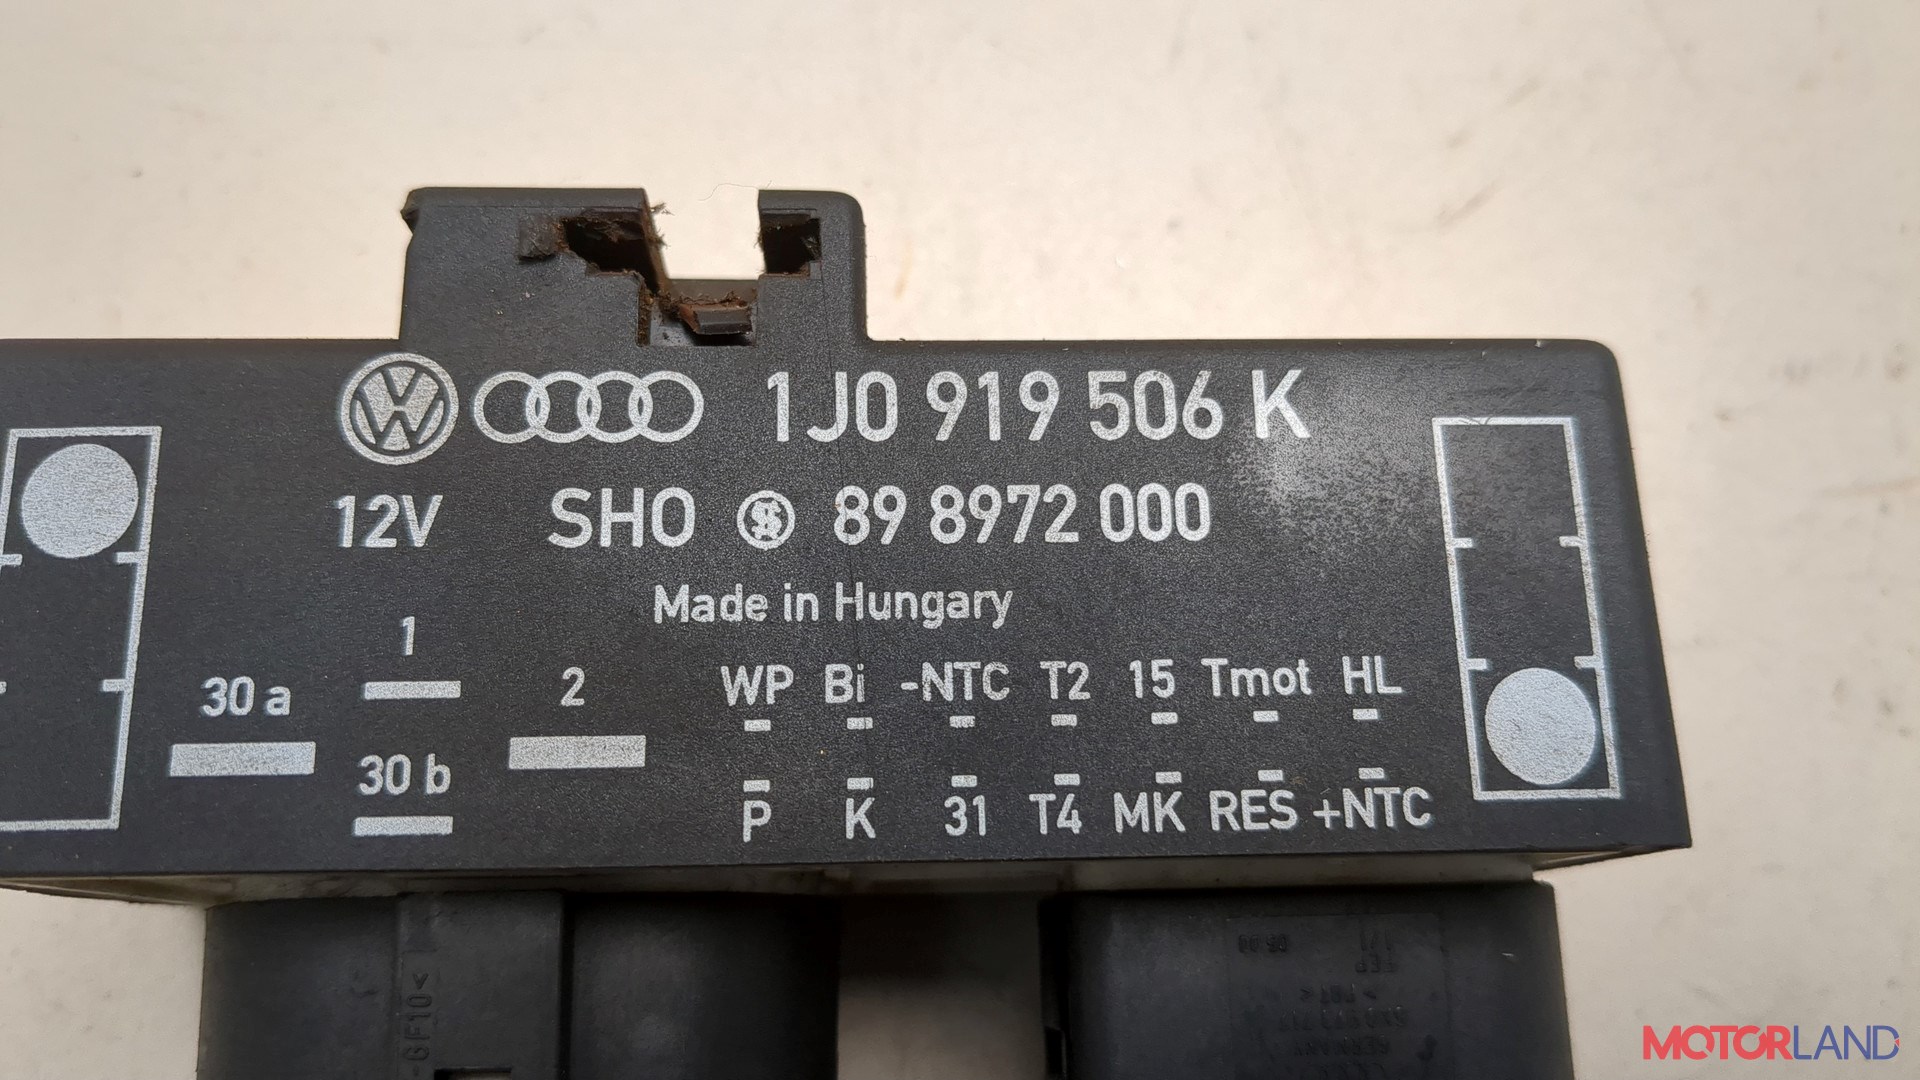 1J0 919 506 K
12V SHO 89 8972 000
Made in Hungary
1
30 a 2
30 b
WP Bi -NTC T2 15 Tmot HL
P K 31 T4 MK RES +NTC
MOTORLAND